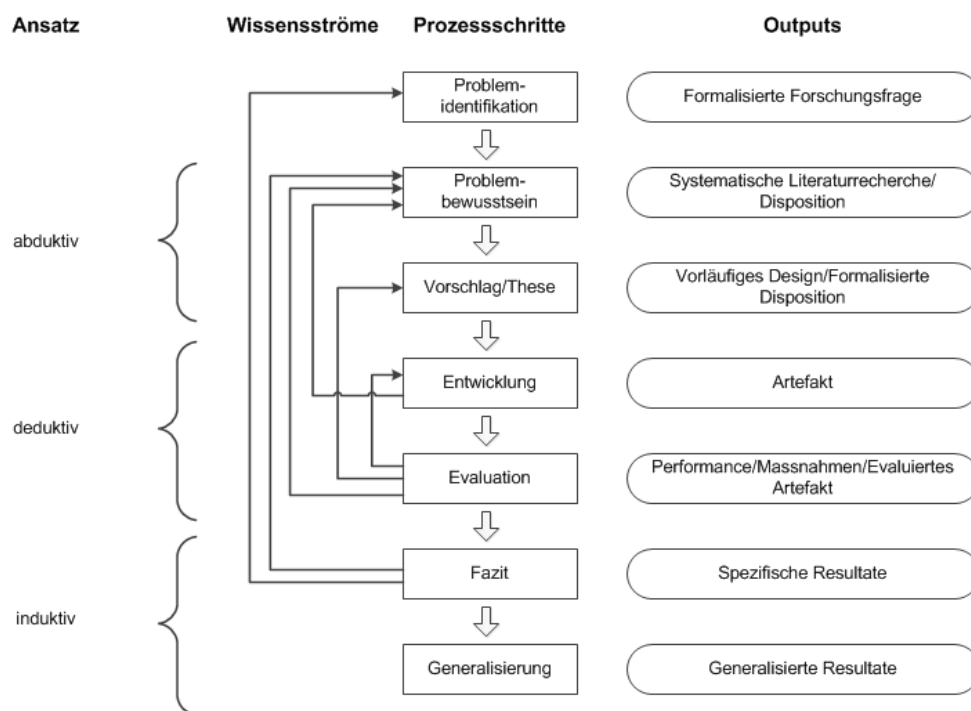 Ansatz
Wissensströme
Prozessschritte
Outputs
Problem-
identifikation
Formalisierte Forschungsfrage
abduktiv
Problem-
bewusstsein
Systematische Literaturrecherche/
Disposition
Vorschlag/These
Vorläufiges Design/Formalisierte
Disposition
deduktiv
Entwicklung
Artefakt
Evaluation
Performance/Massnahmen/Evaluiertes
Artefakt
induktiv
Fazit
Spezifische Resultate
Generalisierung
Generalisierte Resultate